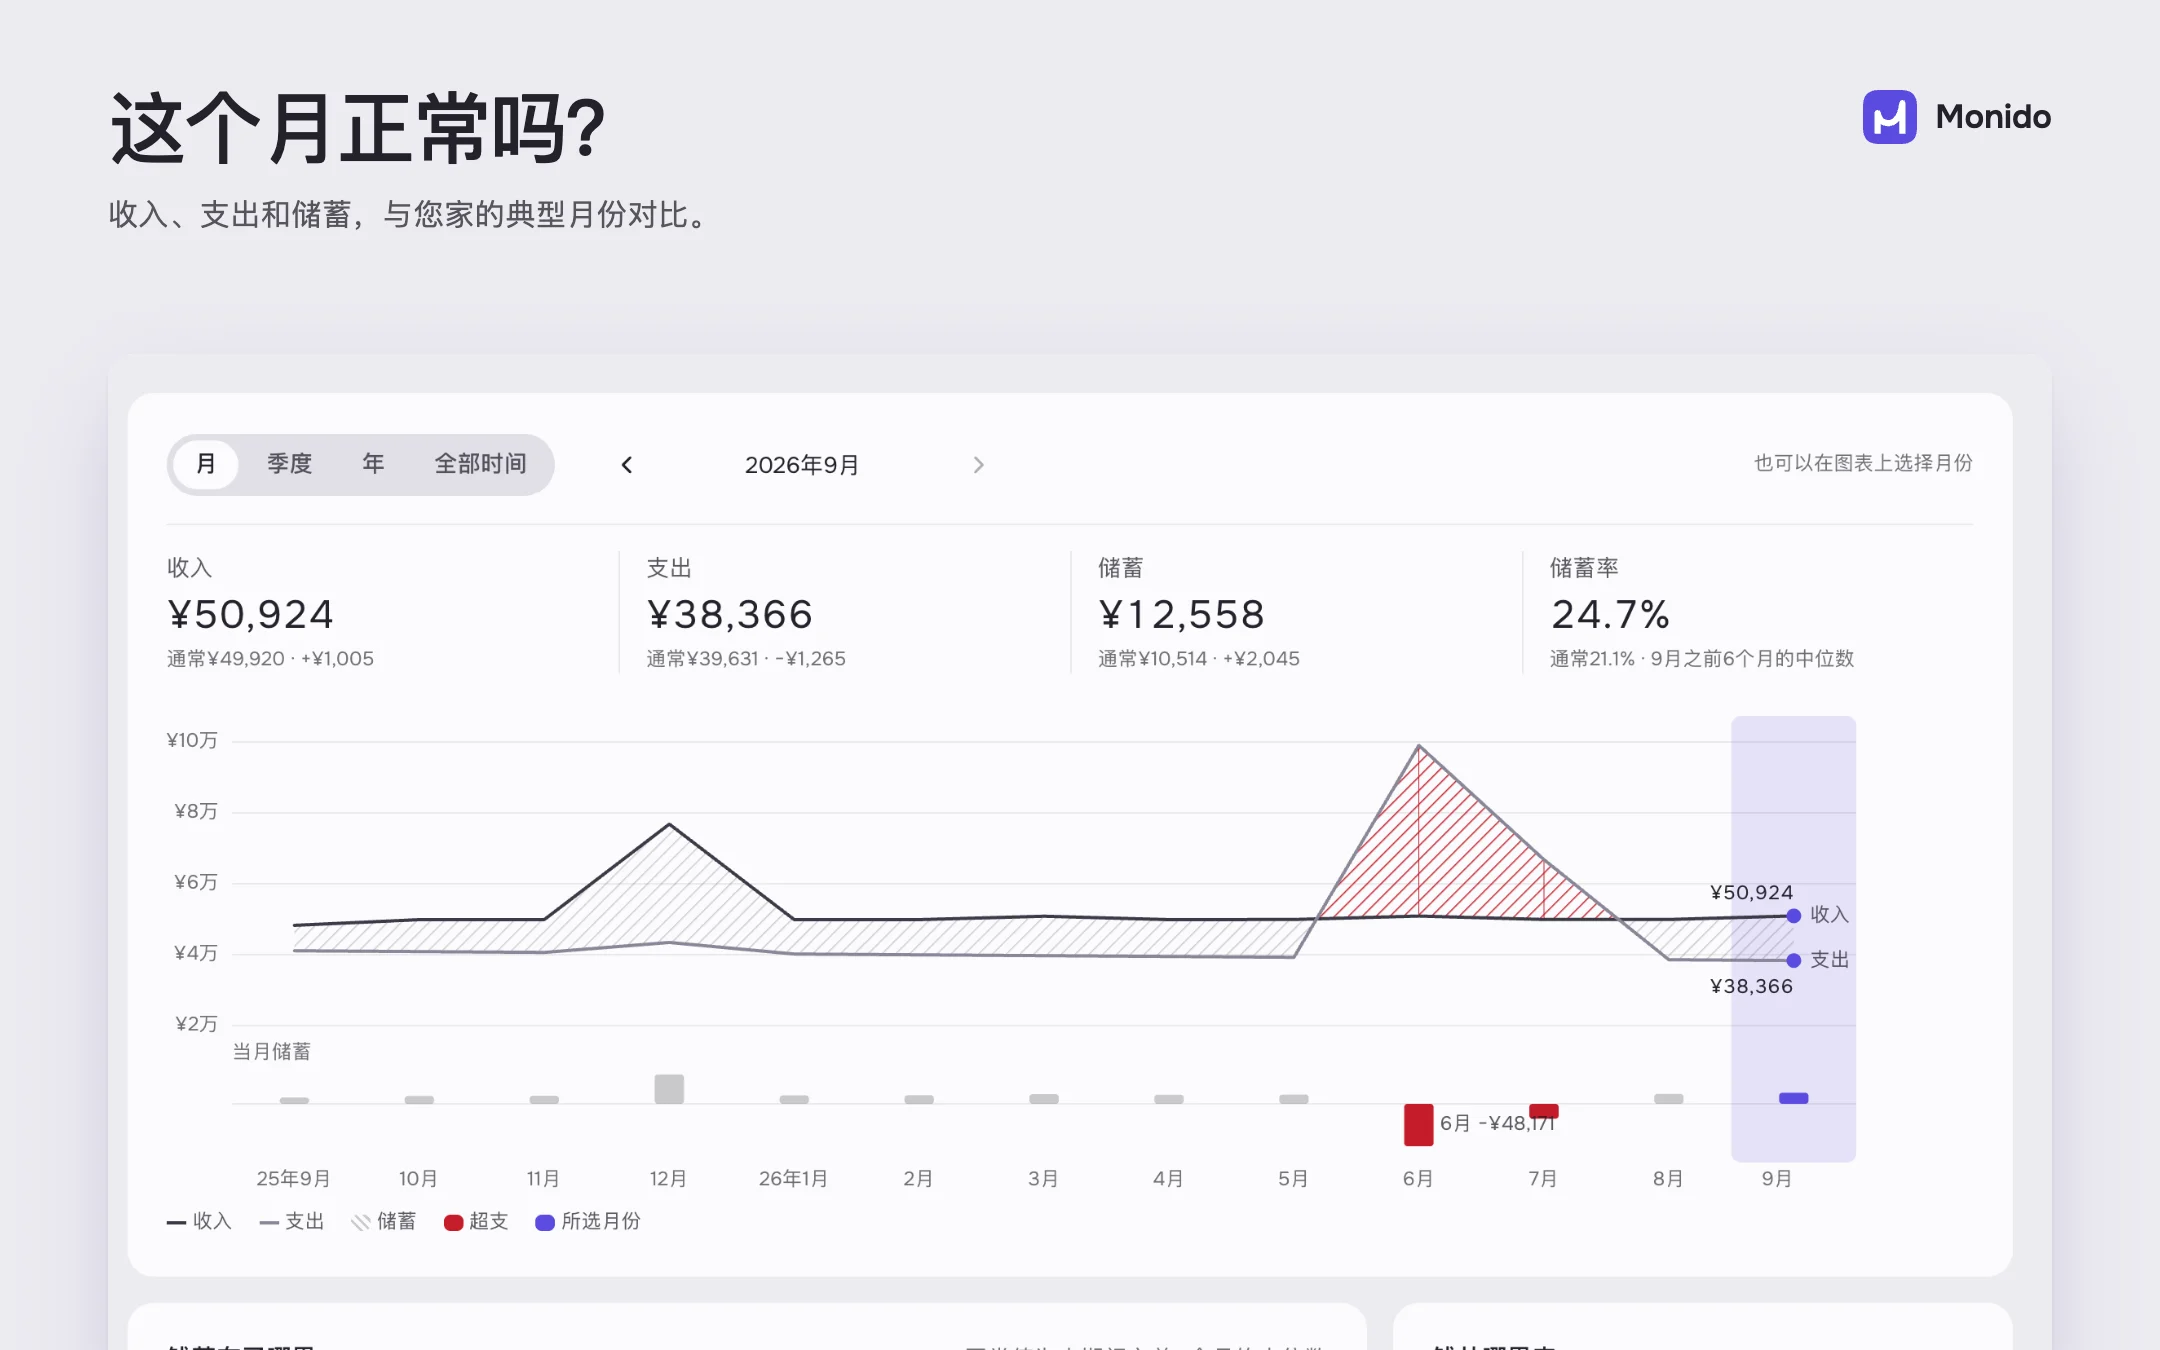 这个月正常吗?
Monido
收入、支出和储蓄，与您家的典型月份对比。
月 季度 年 全部时间 2026年9月 也可以在图表上选择月份
收入 支出 储蓄 储蓄率
¥50,924 ¥38,366 ¥12,558 24.7%
通常¥49,920 · +¥1,005 通常¥39,631 · -¥1,265 通常¥10,514 · +¥2,045 通常21.1% · 9月之前6个月的中位数
¥10万
¥8万
¥6万
¥50,924
收入
¥4万
支出
¥38,366
¥2万
当月储蓄
6月 -¥48,171
25年9月 10月 11月 12月 26年1月 2月 3月 4月 5月 6月 7月 8月 9月
收入 支出 储蓄 超支 所选月份